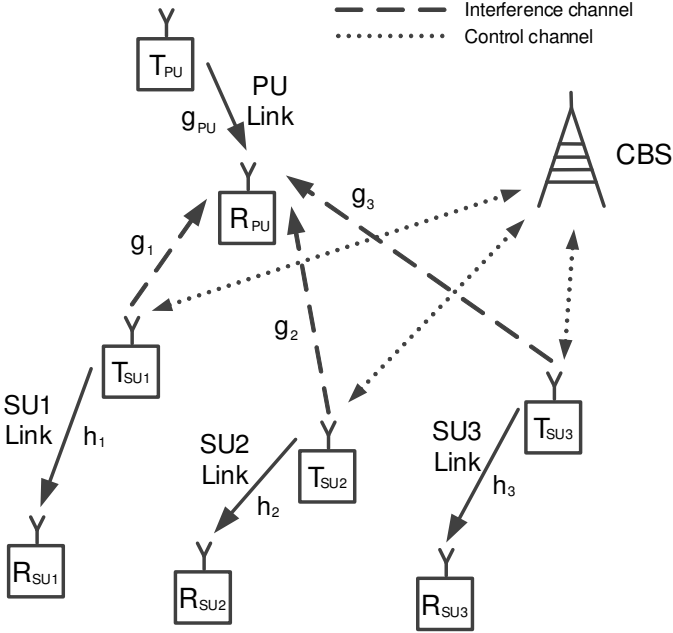 Interference channel
Control channel
TPU
PU
Link
gPU
CBS
RPU
g3
g1
g2
TSU1
SU1
Link
h1
TSU2
SU2
Link
h2
TSU3
SU3
Link
h3
RSU1
RSU2
RSU3